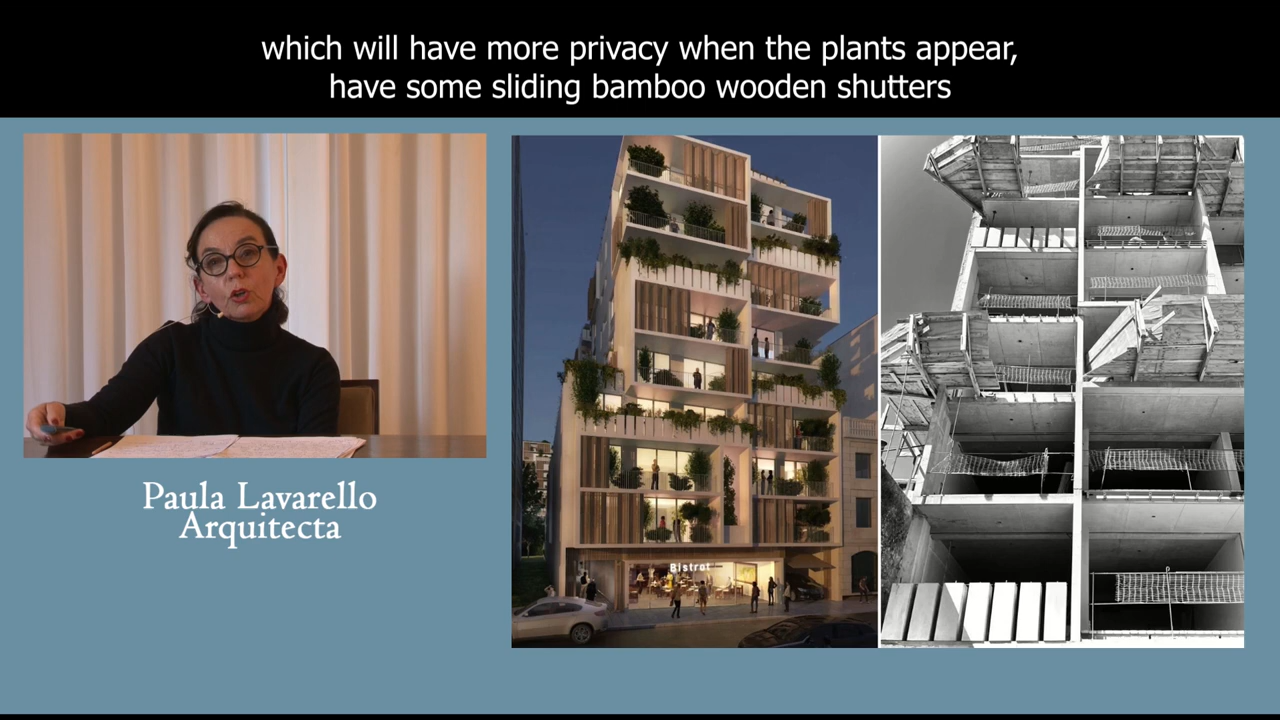 which will have more privacy when the plants appear,
have some sliding bamboo wooden shutters
Paula Lavarello
Arquitecta
Bistrot